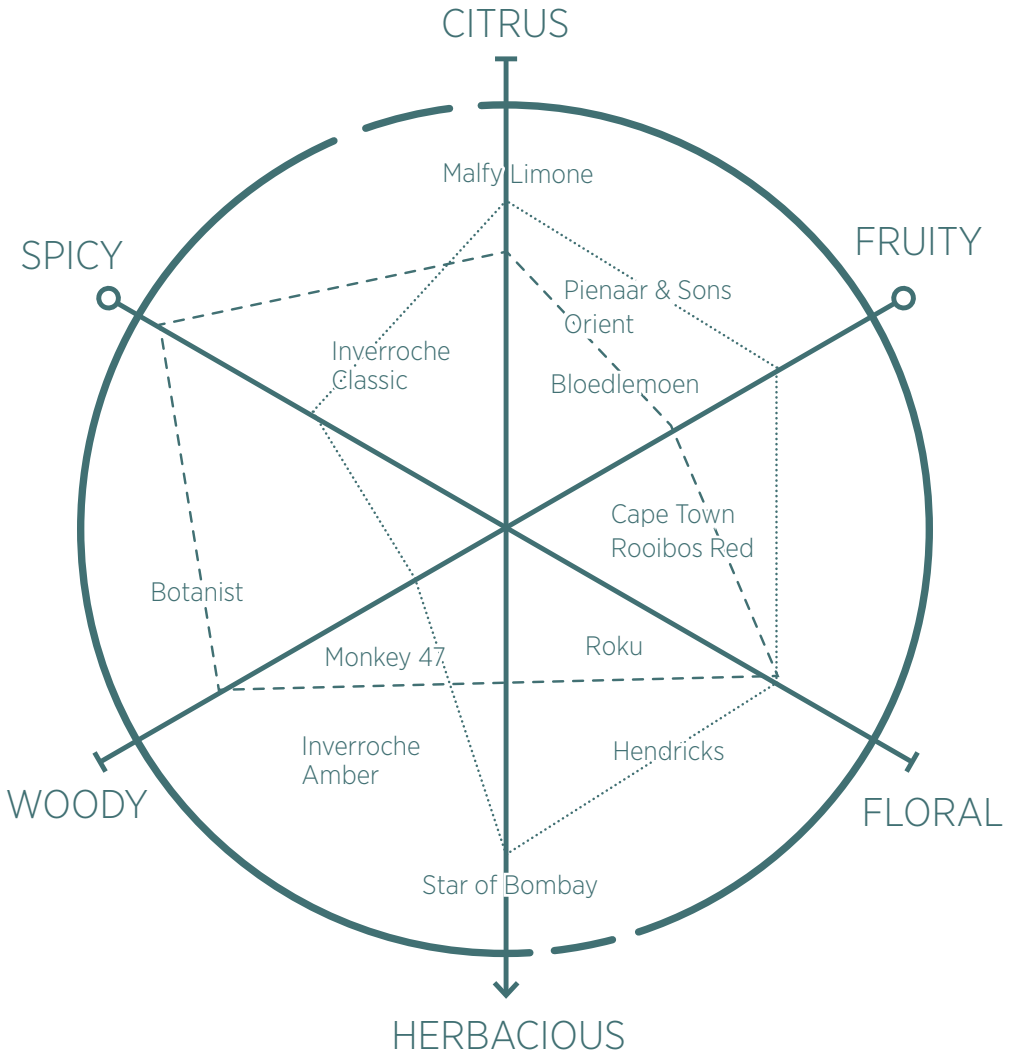 CITRUS
Malfy Limone
SPICY
FRUITY
Pienaar & Sons
Orient
Inverroche
Classic
Bloedlemoen
Cape Town
Rooibos Red
Botanist
Roku
Monkey 47
Inverroche
Amber
Hendricks
WOODY
FLORAL
Star of Bombay
HERBACIOUS